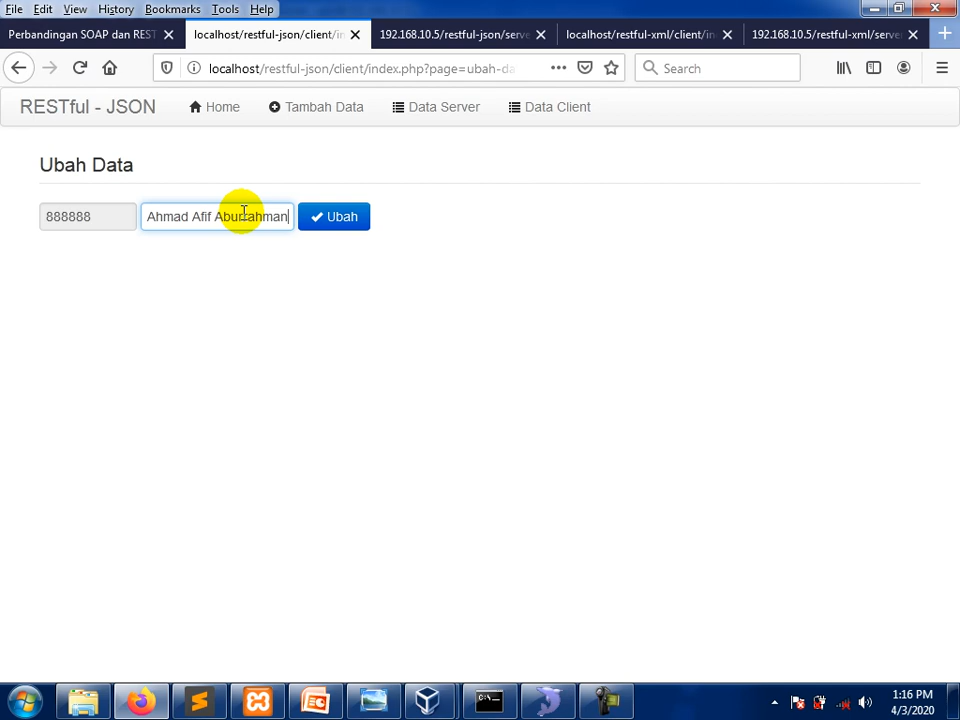 File Edit View History Bookmarks Tools Help
Perbandingan SOAP dan REST
localhost/restful-json/client/in
192.168.10.5/restful-json/serve
localhost/restful-xml/client/in
192.168.10.5/restful-xml/server
localhost/restful-json/client/index.php?page=ubah-da
Search
RESTful - JSON Home Tambah Data Data Server Data Client
Ubah Data
888888 Ahmad Afif Aburrahman Ubah
1:16 PM
4/3/2020